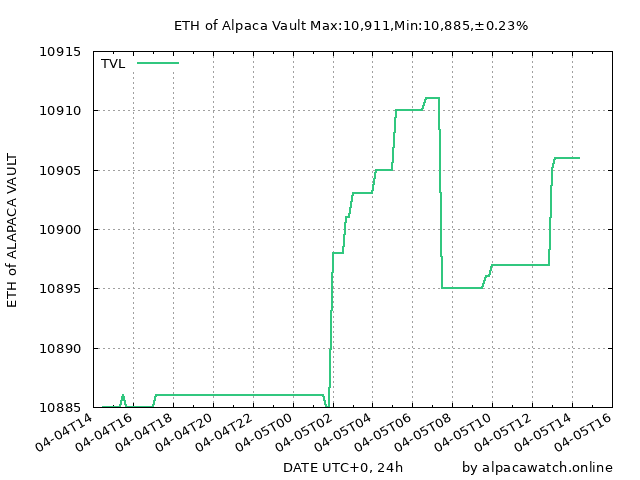 ETH of Alpaca Vault Max:10,911,Min:10,885,±0.23%
TVL
ETH of ALAPACA VAULT
10915
10910
10905
10900
10895
10890
10885
04-04T14
04-04T16
04-04T18
04-04T20
04-04T22
04-05T00
04-05T02
04-05T04
04-05T06
04-05T08
04-05T10
04-05T12
04-05T14
04-05T16
DATE UTC+0, 24h
by alpacawatch.online